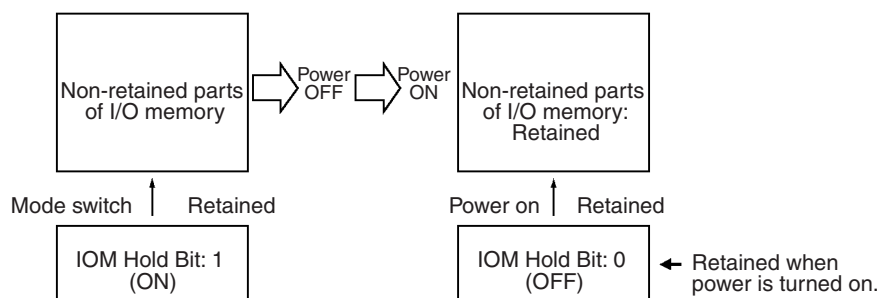 Non-retained parts
of I/O memory
Power
OFF
Power
ON
Non-retained parts
of I/O memory:
Retained
Mode switch
Retained
Power on
Retained
IOM Hold Bit: 1
(ON)
IOM Hold Bit: 0
(OFF)
Retained when
power is turned on.